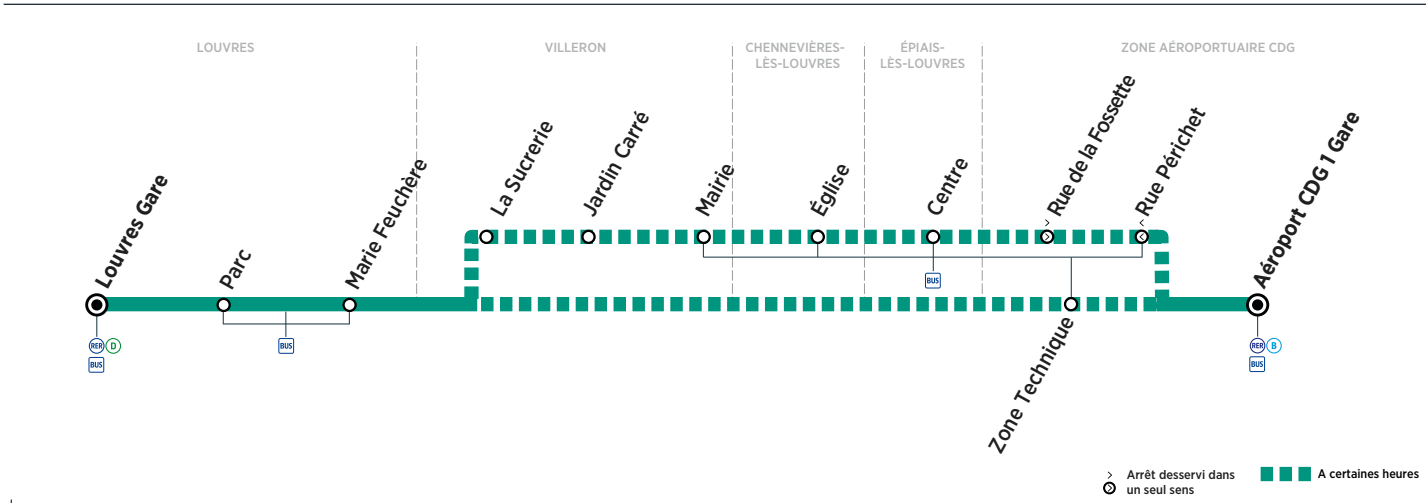 LOUVRES
VILLERON
CHENNEVIÈRES-
LÈS-LOUVRES
ÉPIAIS-
LÈS-LOUVRES
ZONE AÉROPORTUAIRE CDG
Louvres Gare
Parc
Marie Feuchère
La Sucrerie
Jardin Carré
Mairie
Église
Centre
Rue de la Fossette
Rue Périchet
Aéroport CDG 1 Gare
Zone Technique
RER D
BUS
BUS
BUS
RER B
BUS
Arrêt desservi dans
un seul sens
A certaines heures